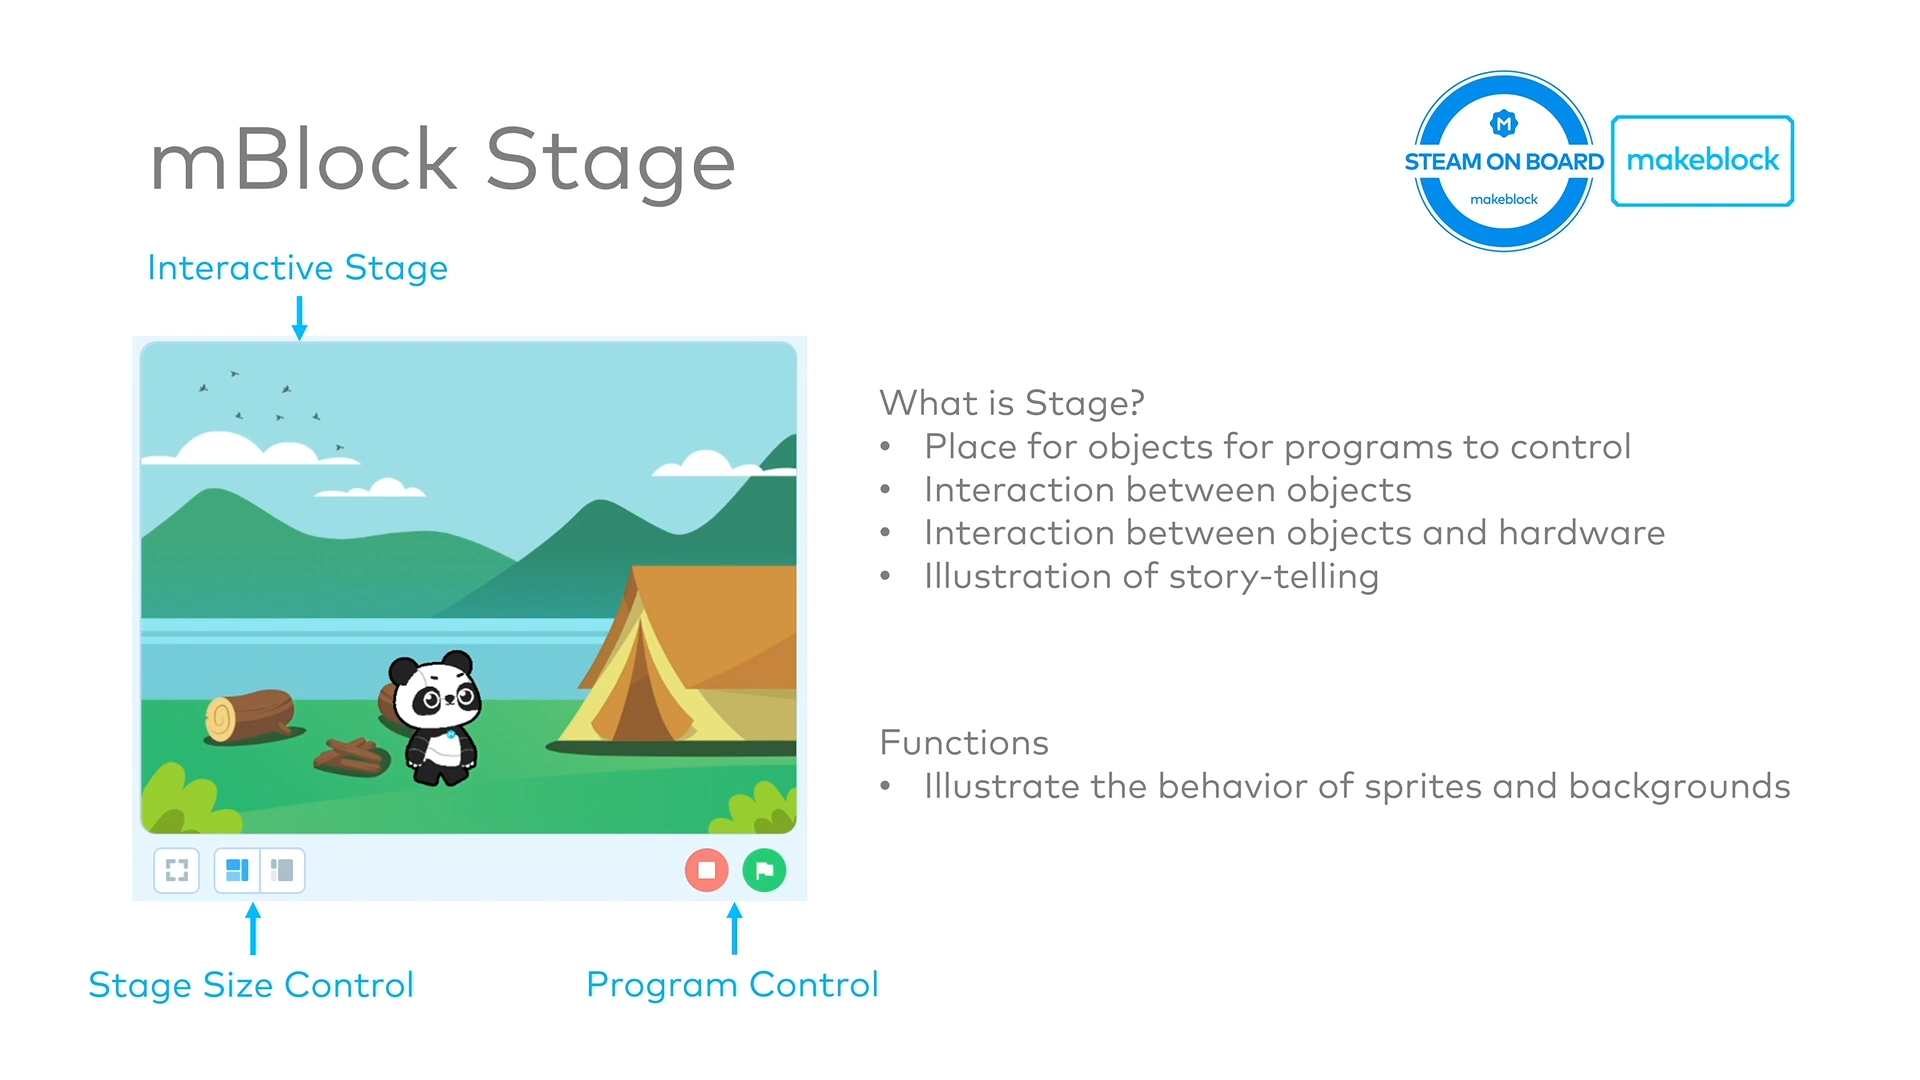 mBlock Stage
STEAM ON BOARD
makeblock
makeblock
Interactive Stage
What is Stage?
• Place for objects for programs to control
• Interaction between objects
• Interaction between objects and hardware
• Illustration of story-telling
Functions
• Illustrate the behavior of sprites and backgrounds
Stage Size Control
Program Control